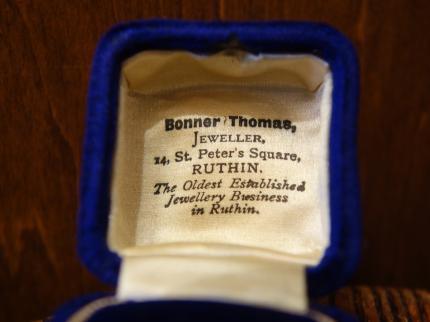 Bonner Thomas,
JEWELLER,
14, St. Peter's Square,
RUTHIN.
The Oldest Established
Jewellery Business
in Ruthin.